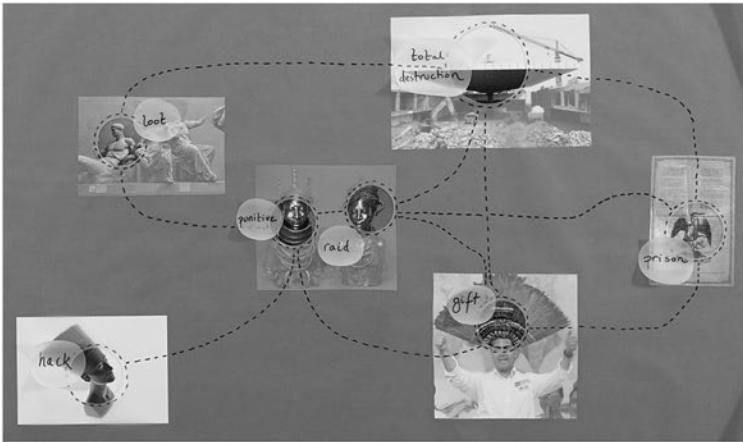 total
destruction
loot
punitive
raid
prison
gift
hack